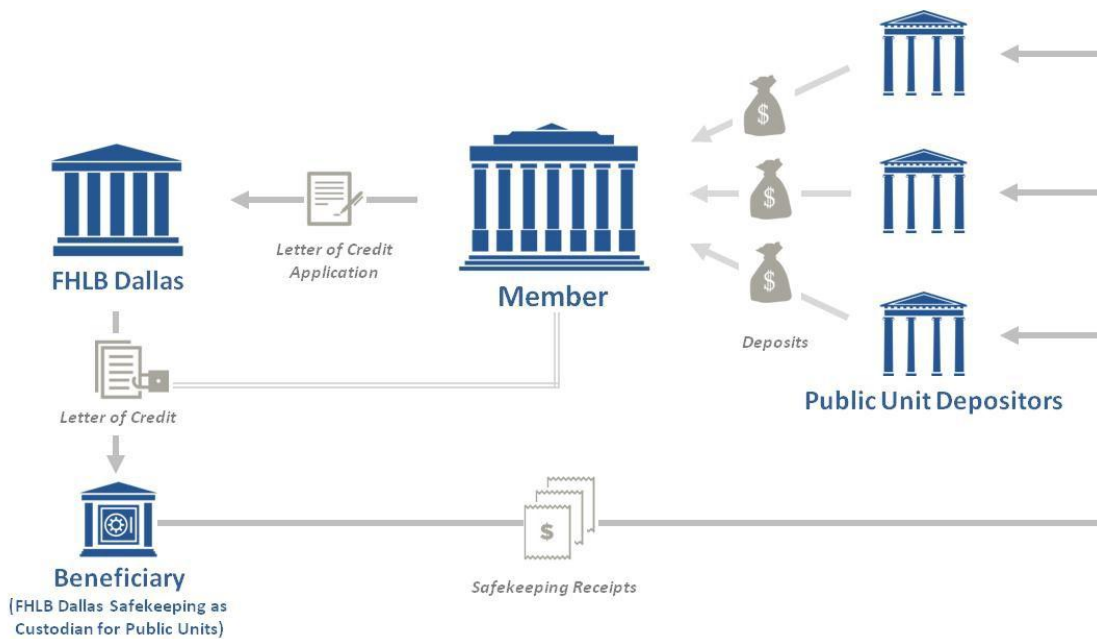 $
$
$
Letter of Credit
Application
FHLB Dallas
Member
Deposits
Public Unit Depositors
Letter of Credit
$
Safekeeping Receipts
Beneficiary
(FHLB Dallas Safekeeping as
Custodian for Public Units)